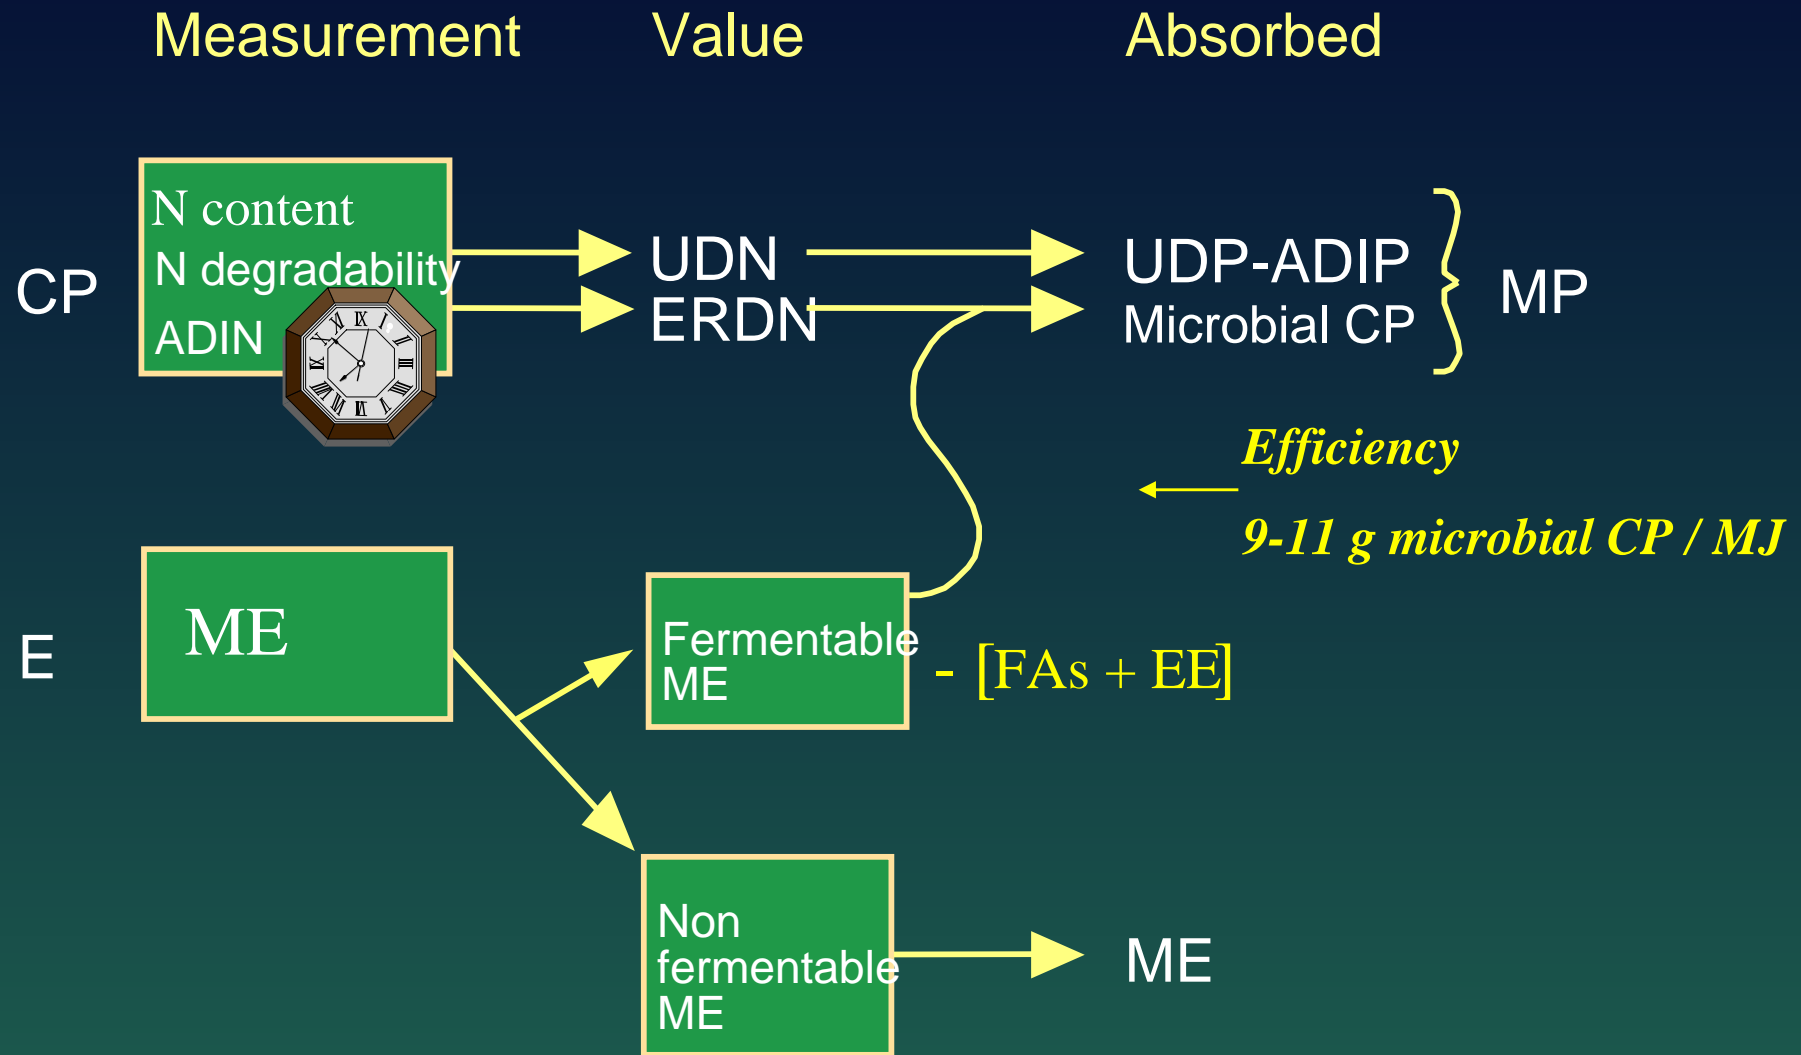 Measurement
Value
Absorbed
CP
N content
N degradability
ADIN
UDN
ERDN
UDP-ADIP
Microbial CP
MP
Efficiency
9-11 g microbial CP / MJ
E
ME
Fermentable
ME
- [FAs + EE]
Non
fermentable
ME
ME